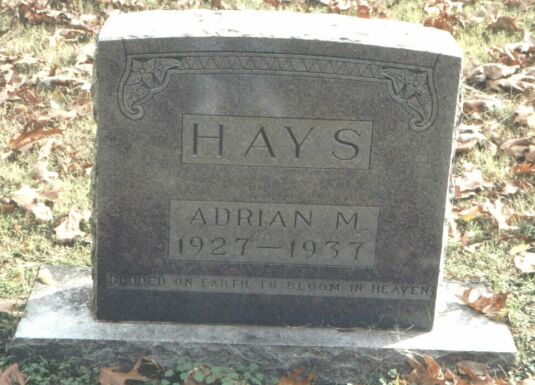 HAYS
ADRIAN M.
1927—1937
BUDDED ON EARTH TO BLOOM IN HEAVEN